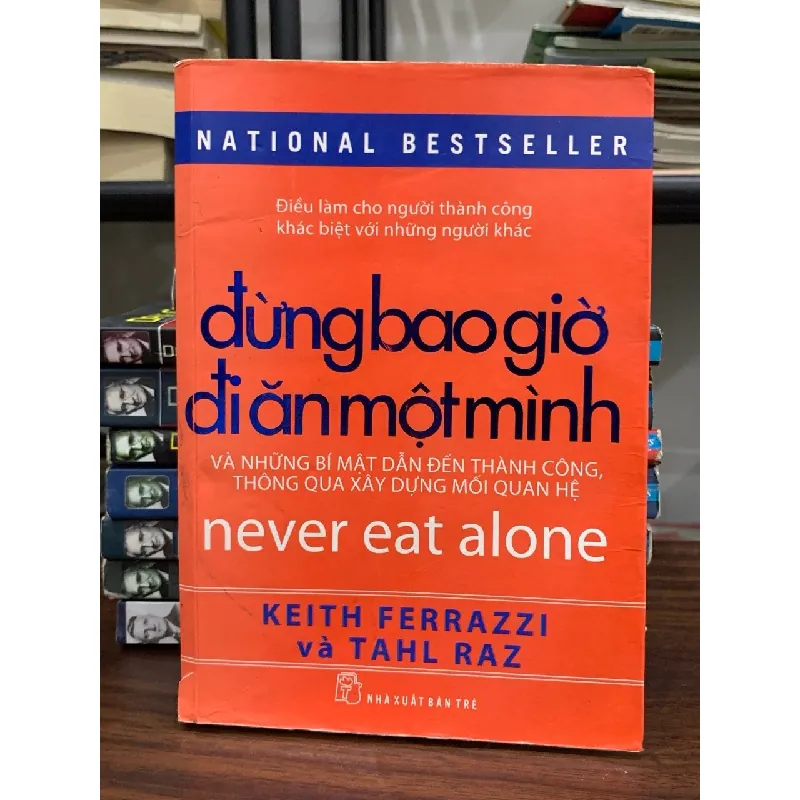 NATIONAL BESTSELLER
Điều làm cho người thành công
khác biệt với những người khác
đừng bao giờ
đi ăn một mình
VÀ NHỮNG BÍ MẬT DẪN ĐẾN THÀNH CÔNG,
THÔNG QUA XÂY DỰNG MỐI QUAN HỆ
never eat alone
KEITH FERRAZZI
và TAHL RAZ
NHÀ XUẤT BẢN TRẺ